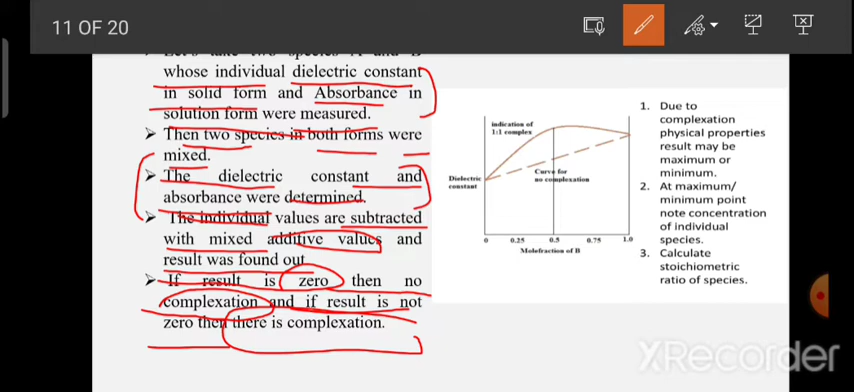 11 OF 20
Let's take two species A and B
whose individual dielectric constant
in solid form and Absorbance in
solution form were measured.
➢ Then two species in both forms were
mixed.
➢ The dielectric constant and
absorbance were determined.
➢ The individual values are subtracted
with mixed additive values and
result was found out
➢ If result is zero then no
complexation and if result is not
zero then there is complexation.
indication of
1:1 complex
Dielectric
constant
Curve for
no complexation
0 0.25 0.5 0.75 1.0
Molefraction of B
1. Due to
complexation
physical properties
result may be
maximum or
minimum.
2. At maximum/
minimum point
note concentration
of individual
species.
3. Calculate
stoichiometric
ratio of species.
XRecorder